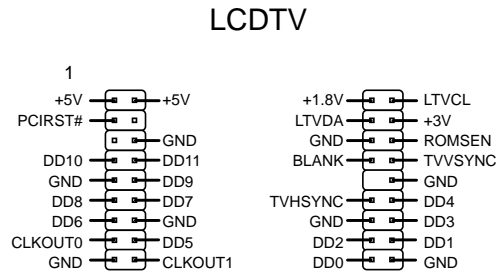 LCDTV
1
+5V +5V
PCIRST#
GND
DD10 DD11
GND DD9
DD8 DD7
DD6 GND
CLKOUT0 DD5
GND CLKOUT1
+1.8V LTVCL
LTVDA +3V
GND ROMSEN
BLANK TVVSYNC
GND
TVHSYNC DD4
GND DD3
DD2 DD1
DD0 GND